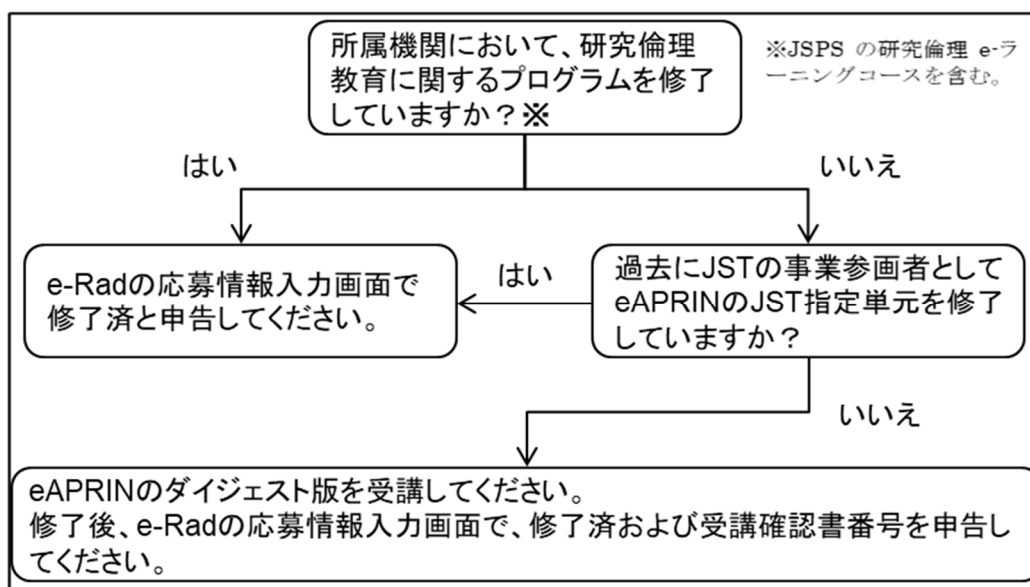 所属機関において、研究倫理
教育に関するプログラムを修了
していますか？※
※JSPS の研究倫理 e-ラ
ーニングコースを含む。
はい
いいえ
e-Radの応募情報入力画面で
修了済と申告してください。
はい
過去にJSTの事業参画者として
eAPRINのJST指定単元を修了
していますか？
いいえ
eAPRINのダイジェスト版を受講してください。
修了後、e-Radの応募情報入力画面で、修了済および受講確認書番号を申告し
てください。